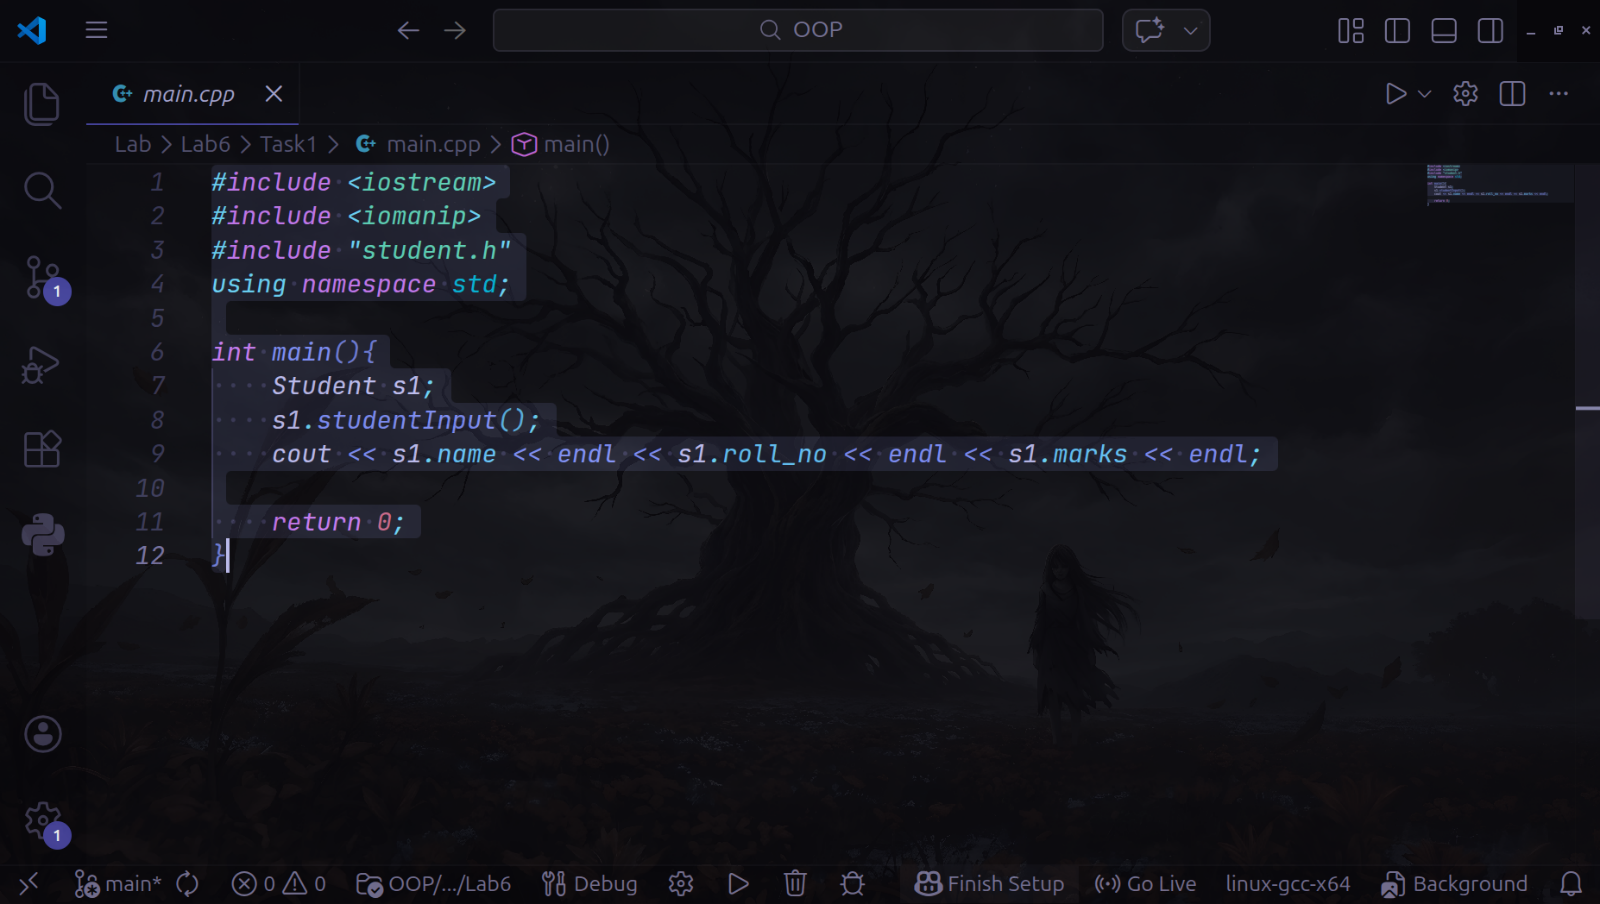 OOP
main.cpp
Lab > Lab6 > Task1 > main.cpp > main()
1 #include <iostream>
2 #include <iomanip>
3 #include "student.h"
4 using namespace std;
5
6 int main(){
7     Student s1;
8     s1.studentInput();
9     cout << s1.name << endl << s1.roll_no << endl << s1.marks << endl;
10
11     return 0;
12 }
1
1
main* 0 0 OOP/.../Lab6 Debug Finish Setup Go Live linux-gcc-x64 Background